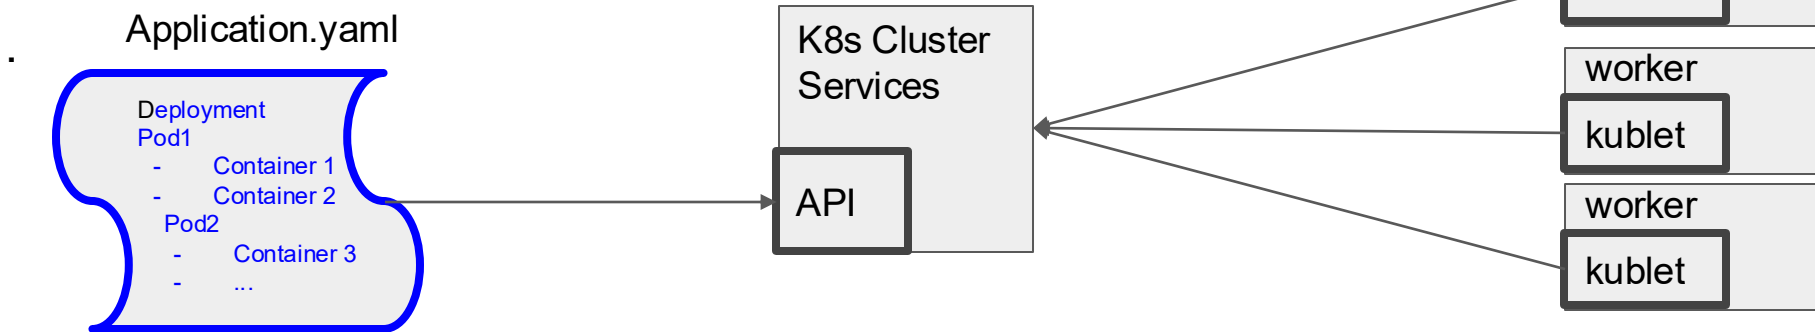 Application.yaml
.
Deployment
Pod1
- Container 1
- Container 2
Pod2
- Container 3
- ...
K8s Cluster
Services
API
worker
kublet
worker
kublet